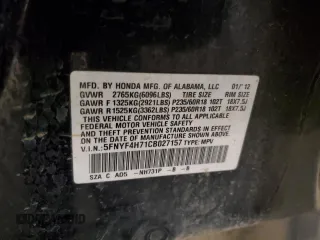 MFD. BY HONDA MFG. OF ALABAMA, LLC 01/12
GVWR 2765KG(6096LBS) TIRE SIZE RIM SIZE
GAWR F 1325KG(2921LBS) P235/60R18 102T 18X7.5J
GAWR R 1525KG(3362LBS) P235/60R18 102T 18X7.5J
THIS VEHICLE CONFORMS TO ALL APPLICABLE
FEDERAL MOTOR VEHICLE SAFETY AND
THEFT PREVENTION STANDARDS IN EFFECT ON THE
DATE OF MANUFACTURE SHOWN ABOVE.
V.I.N.: 5FNYF4H71CB027157 TYPE: MPV
SZA C AD5 -NH731P -B -R